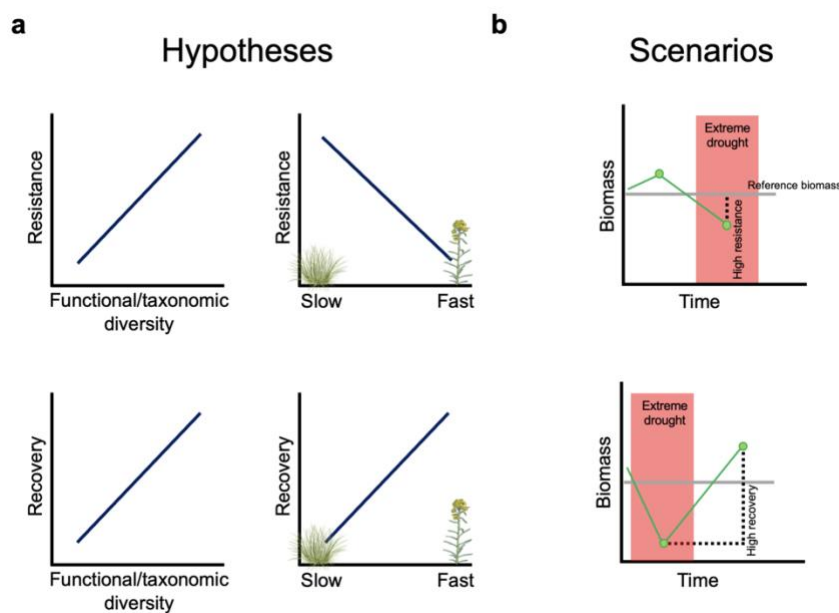 a
Hypotheses
Resistance
Functional/taxonomic
diversity
Resistance
Slow
Fast
Recovery
Functional/taxonomic
diversity
Recovery
Slow
Fast
b
Scenarios
Biomass
Extreme
drought
Reference biomass
High resistance
Time
Biomass
Extreme
drought
High recovery
Time